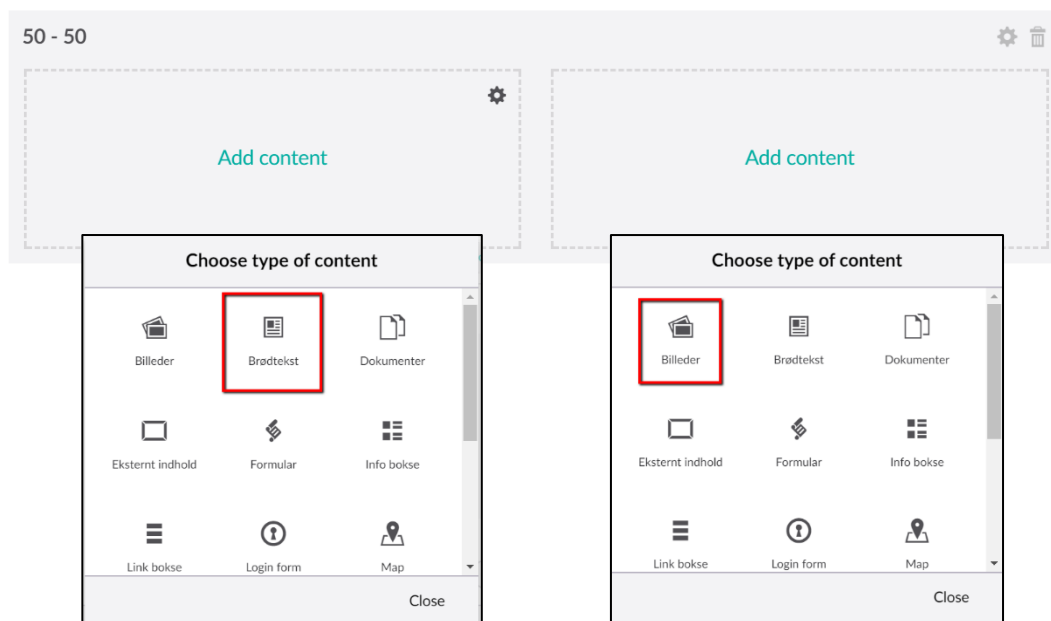 50 - 50
Add content
Add content
Choose type of content
Billeder
Brødtekst
Dokumenter
Eksternt indhold
Formular
Info bokse
Link bokse
Login form
Map
Close
Choose type of content
Billeder
Brødtekst
Dokumenter
Eksternt indhold
Formular
Info bokse
Link bokse
Login form
Map
Close